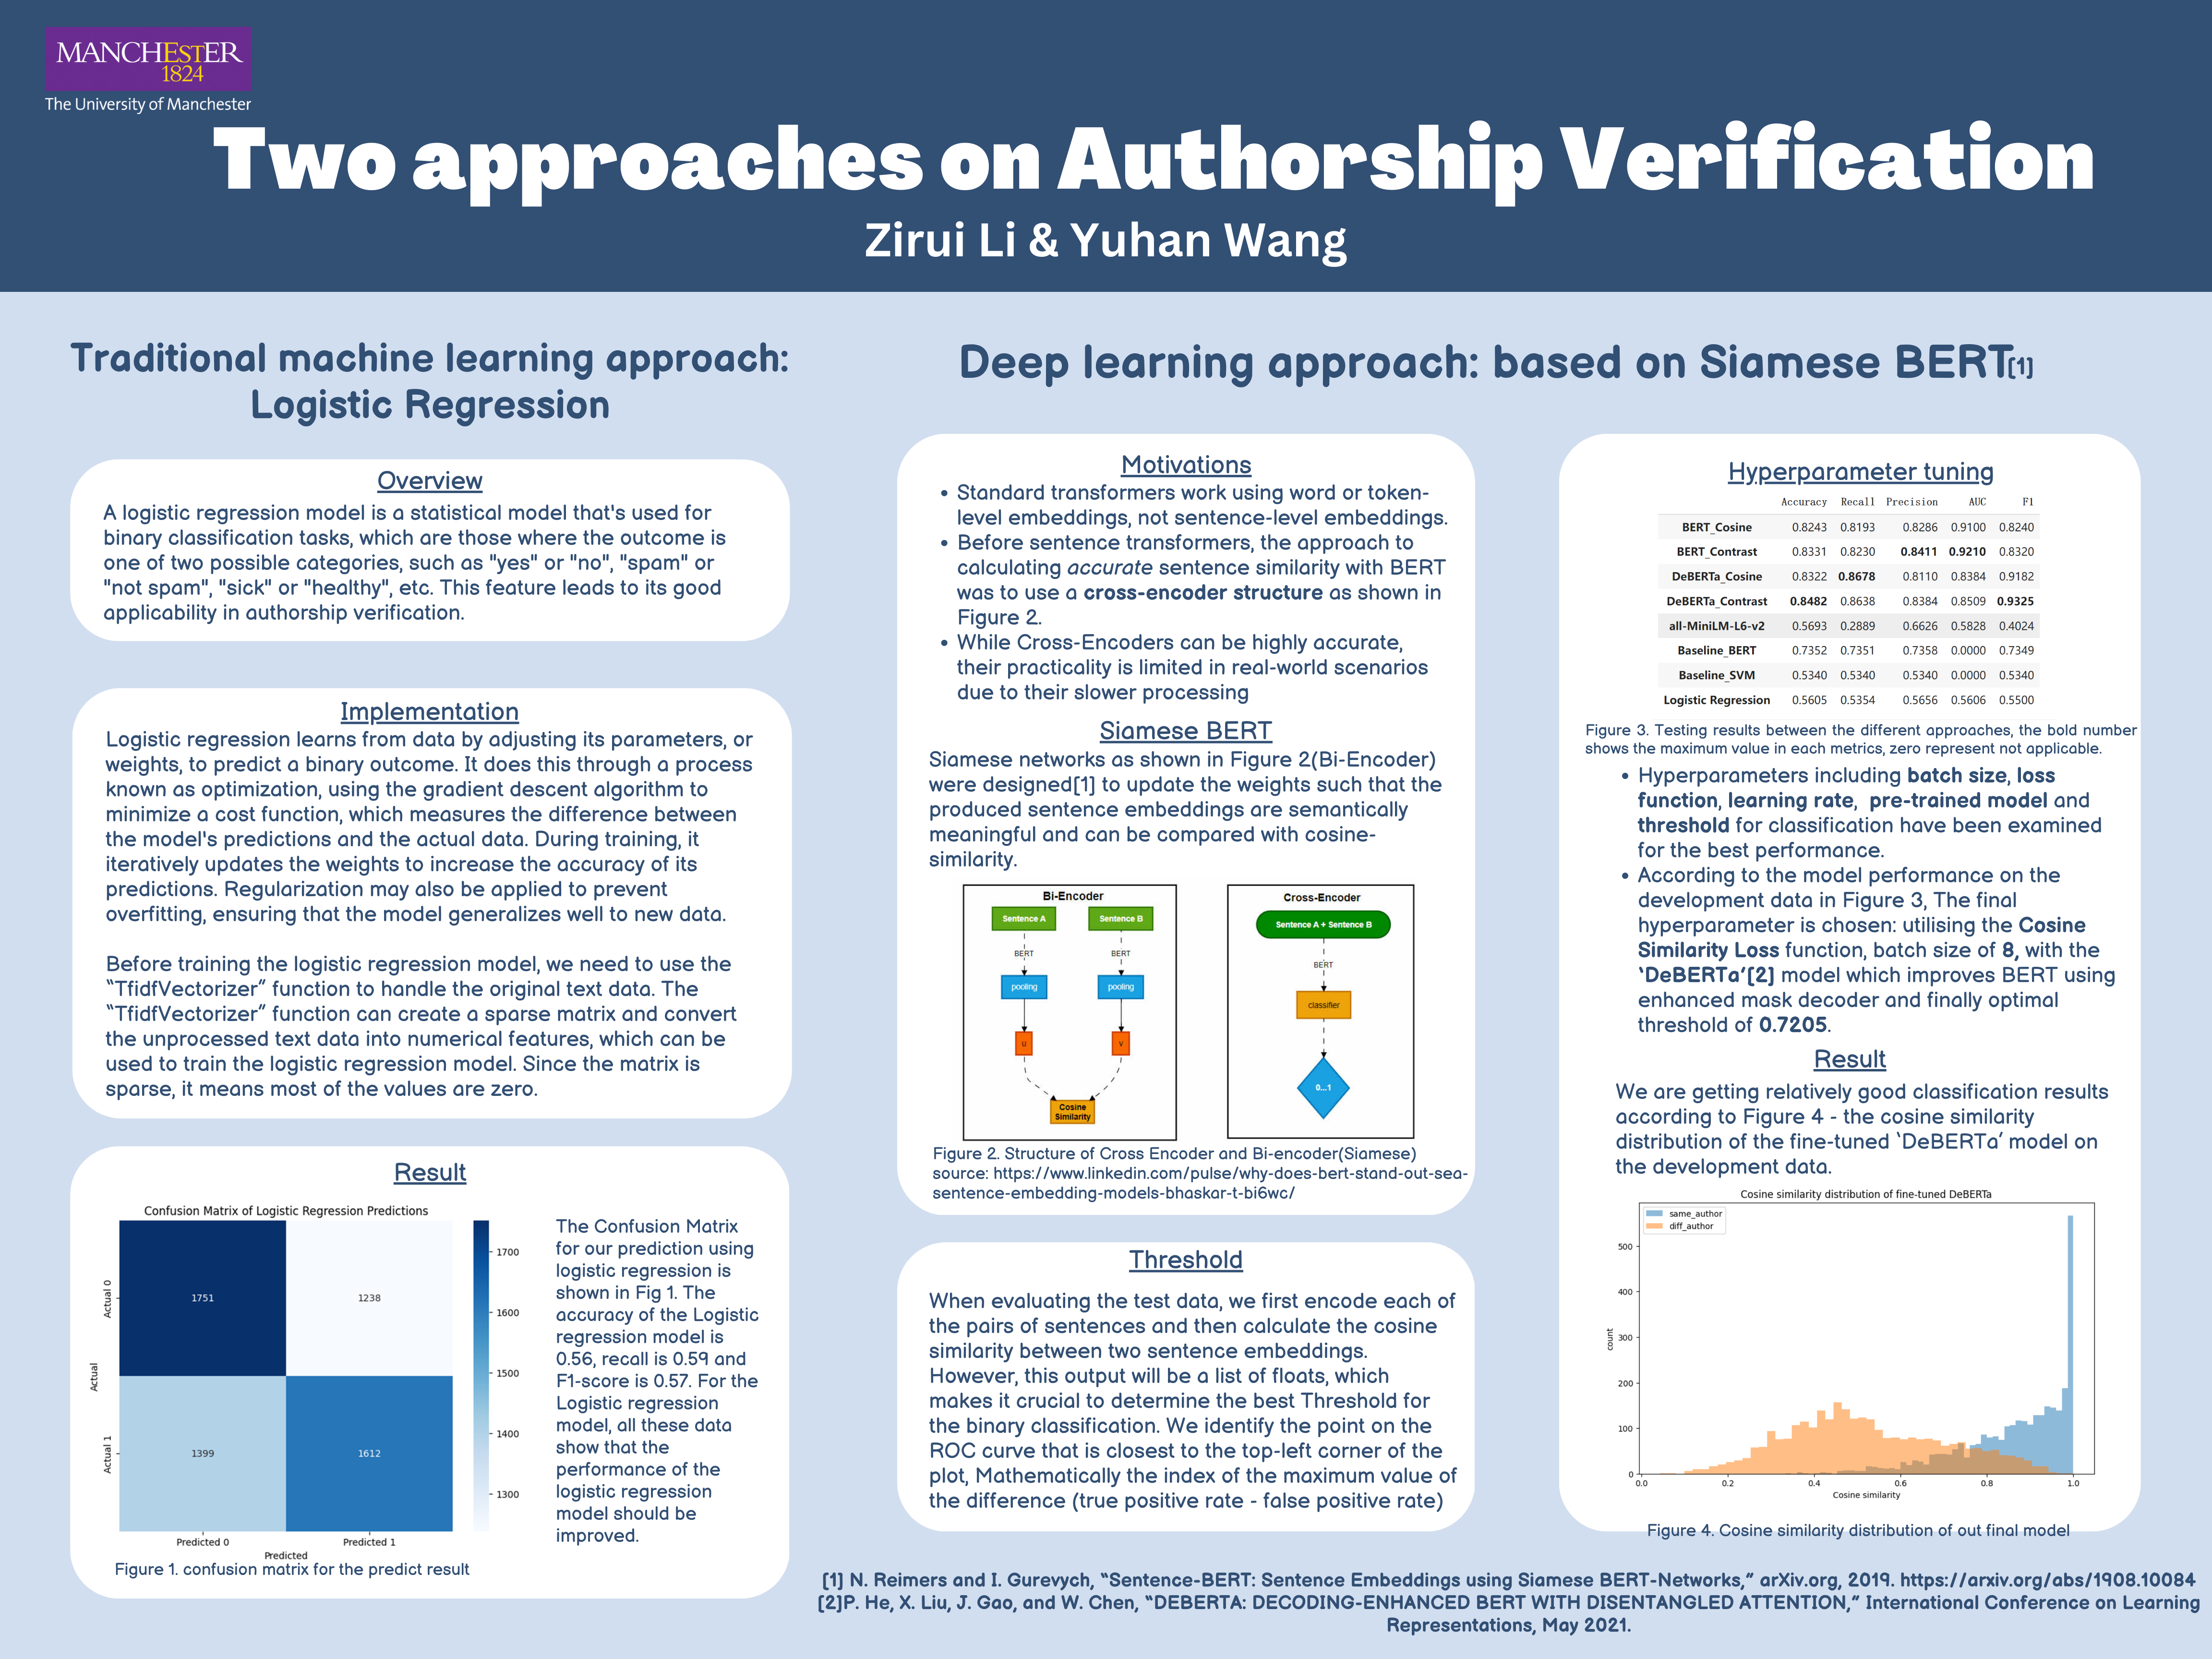 MANCHESTER
1824
The University of Manchester
Two approaches on Authorship Verification
Zirui Li & Yuhan Wang
Traditional machine learning approach:
Logistic Regression
Overview
A logistic regression model is a statistical model that's used for
binary classification tasks, which are those where the outcome is
one of two possible categories, such as "yes" or "no", "spam" or
"not spam", "sick" or "healthy", etc. This feature leads to its good
applicability in authorship verification.
Implementation
Logistic regression learns from data by adjusting its parameters, or
weights, to predict a binary outcome. It does this through a process
known as optimization, using the gradient descent algorithm to
minimize a cost function, which measures the difference between
the model's predictions and the actual data. During training, it
iteratively updates the weights to increase the accuracy of its
predictions. Regularization may also be applied to prevent
overfitting, ensuring that the model generalizes well to new data.
Before training the logistic regression model, we need to use the
“TfidfVectorizer” function to handle the original text data. The
“TfidfVectorizer” function can create a sparse matrix and convert
the unprocessed text data into numerical features, which can be
used to train the logistic regression model. Since the matrix is
sparse, it means most of the values are zero.
Result
Confusion Matrix of Logistic Regression Predictions
Actual
Actual 0
Actual 1
1751
1238
1399
1612
Predicted 0
Predicted 1
Predicted
1700
1600
1500
1400
1300
Figure 1. confusion matrix for the predict result
The Confusion Matrix
for our prediction using
logistic regression is
shown in Fig 1. The
accuracy of the Logistic
regression model is
0.56, recall is 0.59 and
F1-score is 0.57. For the
Logistic regression
model, all these data
show that the
performance of the
logistic regression
model should be
improved.
Deep learning approach: based on Siamese BERT[1]
Motivations
• Standard transformers work using word or token-
level embeddings, not sentence-level embeddings.
• Before sentence transformers, the approach to
calculating accurate sentence similarity with BERT
was to use a cross-encoder structure as shown in
Figure 2.
• While Cross-Encoders can be highly accurate,
their practicality is limited in real-world scenarios
due to their slower processing
Siamese BERT
Siamese networks as shown in Figure 2(Bi-Encoder)
were designed[1] to update the weights such that the
produced sentence embeddings are semantically
meaningful and can be compared with cosine-
similarity.
Bi-Encoder
Sentence A
Sentence B
BERT
BERT
pooling
pooling
u
v
Cosine
Similarity
Cross-Encoder
Sentence A + Sentence B
BERT
classifier
0...1
Figure 2. Structure of Cross Encoder and Bi-encoder(Siamese)
source: https://www.linkedin.com/pulse/why-does-bert-stand-out-sea-
sentence-embedding-models-bhaskar-t-bi6wc/
Threshold
When evaluating the test data, we first encode each of
the pairs of sentences and then calculate the cosine
similarity between two sentence embeddings.
However, this output will be a list of floats, which
makes it crucial to determine the best Threshold for
the binary classification. We identify the point on the
ROC curve that is closest to the top-left corner of the
plot, Mathematically the index of the maximum value of
the difference (true positive rate - false positive rate)
Hyperparameter tuning
Accuracy Recall Precision AUC F1
BERT_Cosine 0.8243 0.8193 0.8286 0.9100 0.8240
BERT_Contrast 0.8331 0.8230 0.8411 0.9210 0.8320
DeBERTa_Cosine 0.8322 0.8678 0.8110 0.8384 0.9182
DeBERTa_Contrast 0.8482 0.8638 0.8384 0.8509 0.9325
all-MiniLM-L6-v2 0.5693 0.2889 0.6626 0.5828 0.4024
Baseline_BERT 0.7352 0.7351 0.7358 0.0000 0.7349
Baseline_SVM 0.5340 0.5340 0.5340 0.0000 0.5340
Logistic Regression 0.5605 0.5354 0.5656 0.5606 0.5500
Figure 3. Testing results between the different approaches, the bold number
shows the maximum value in each metrics, zero represent not applicable.
• Hyperparameters including batch size, loss
function, learning rate, pre-trained model and
threshold for classification have been examined
for the best performance.
• According to the model performance on the
development data in Figure 3, The final
hyperparameter is chosen: utilising the Cosine
Similarity Loss function, batch size of 8, with the
‘DeBERTa’[2] model which improves BERT using
enhanced mask decoder and finally optimal
threshold of 0.7205.
Result
We are getting relatively good classification results
according to Figure 4 - the cosine similarity
distribution of the fine-tuned ‘DeBERTa’ model on
the development data.
Cosine similarity distribution of fine-tuned DeBERTa
same_author
diff_author
count
500
400
300
200
100
0
0.0 0.2 0.4 0.6 0.8 1.0
Cosine similarity
Figure 4. Cosine similarity distribution of out final model
[1] N. Reimers and I. Gurevych, “Sentence-BERT: Sentence Embeddings using Siamese BERT-Networks,” arXiv.org, 2019. https://arxiv.org/abs/1908.10084
[2]P. He, X. Liu, J. Gao, and W. Chen, “DEBERTA: DECODING-ENHANCED BERT WITH DISENTANGLED ATTENTION,” International Conference on Learning
Representations, May 2021.